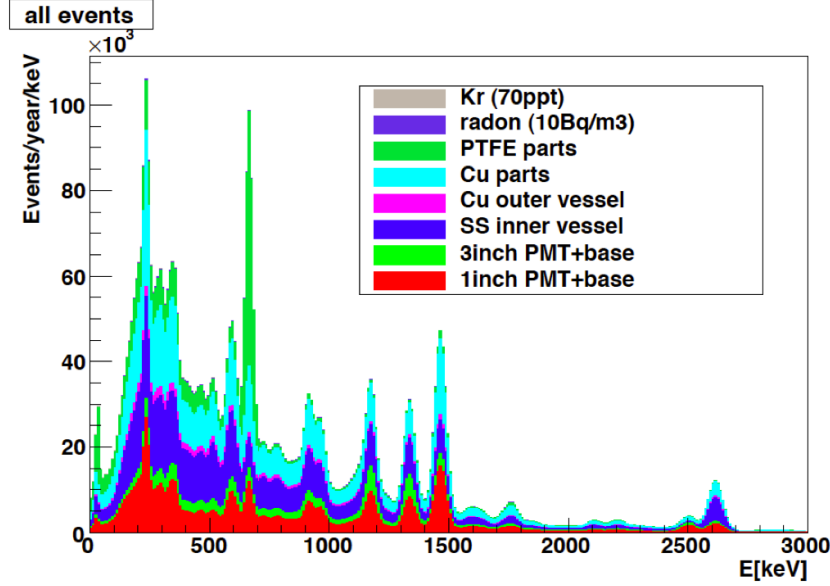 all events
×10³
Events/year/keV
100
80
60
40
20
0
Kr (70ppt)
radon (10Bq/m3)
PTFE parts
Cu parts
Cu outer vessel
SS inner vessel
3inch PMT+base
1inch PMT+base
0 500 1000 1500 2000 2500 3000
E[keV]